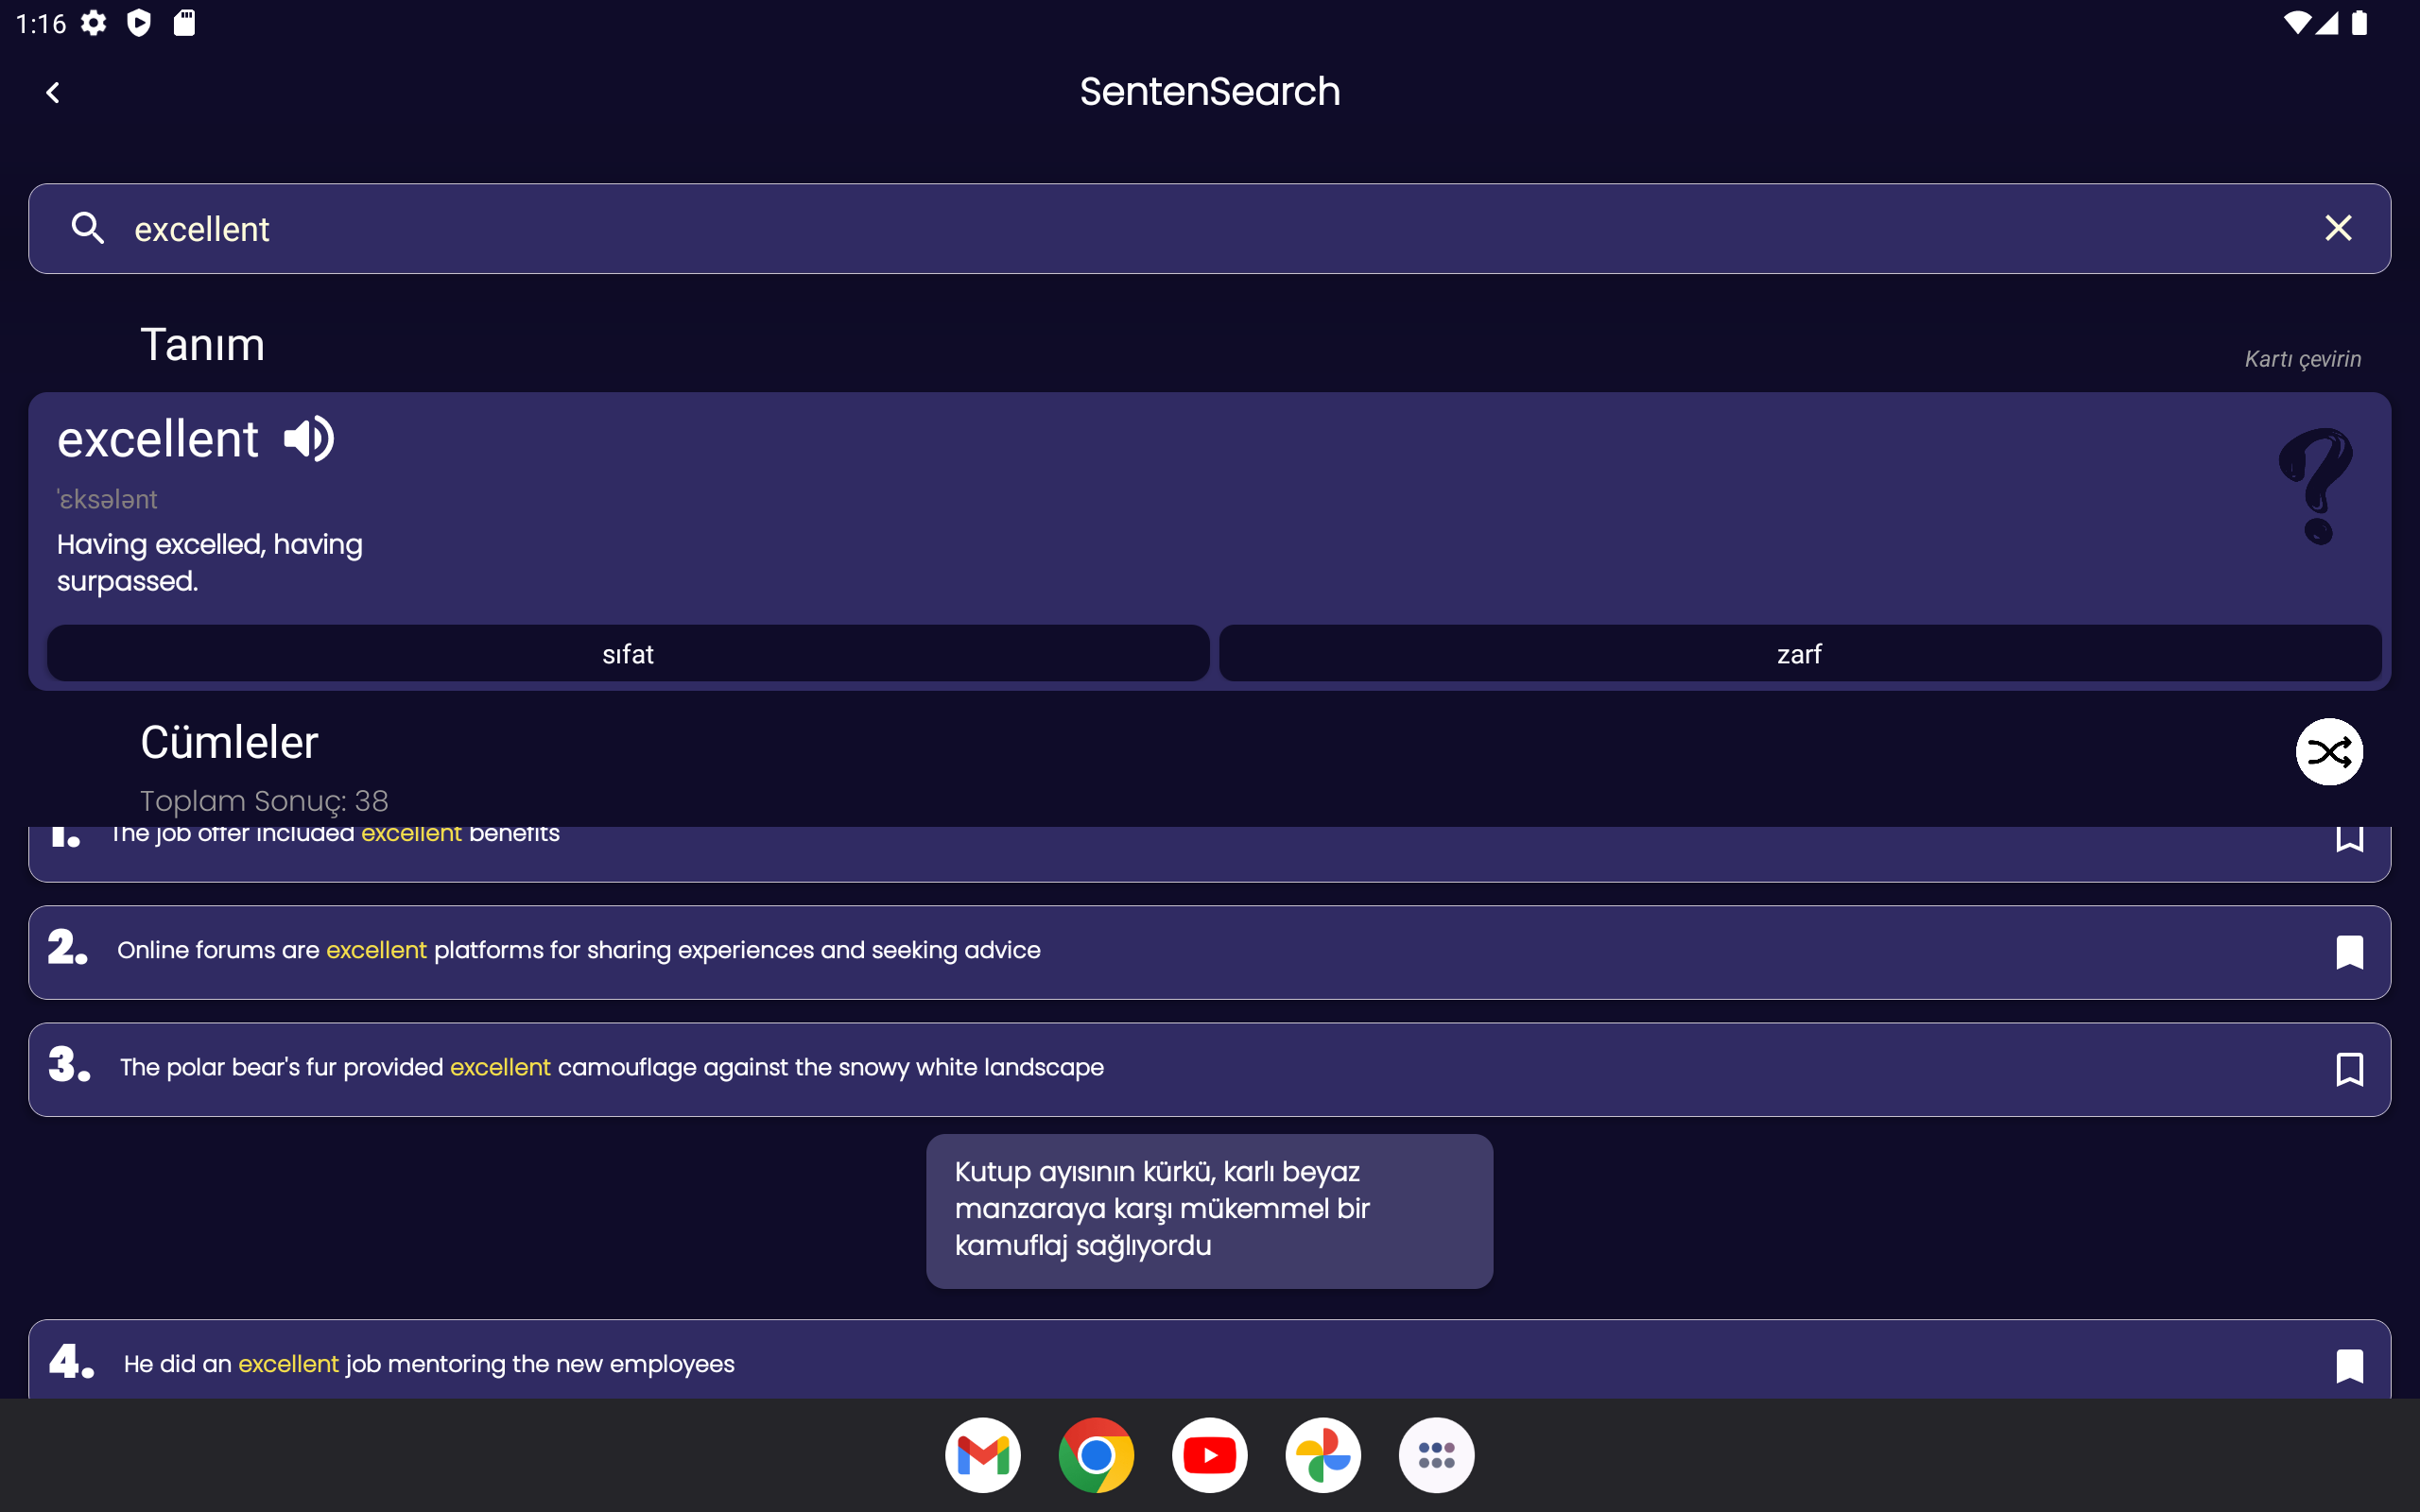 1:16
SentenSearch
excellent
Tanım
Kartı çevirin
excellent
ˈɛksələnt
Having excelled, having
surpassed.
sıfat
zarf
Cümleler
Toplam Sonuç: 38
1. The job offer included excellent benefits
2. Online forums are excellent platforms for sharing experiences and seeking advice
3. The polar bear's fur provided excellent camouflage against the snowy white landscape
Kutup ayısının kürkü, karlı beyaz
manzaraya karşı mükemmel bir
kamuflaj sağlıyordu
4. He did an excellent job mentoring the new employees